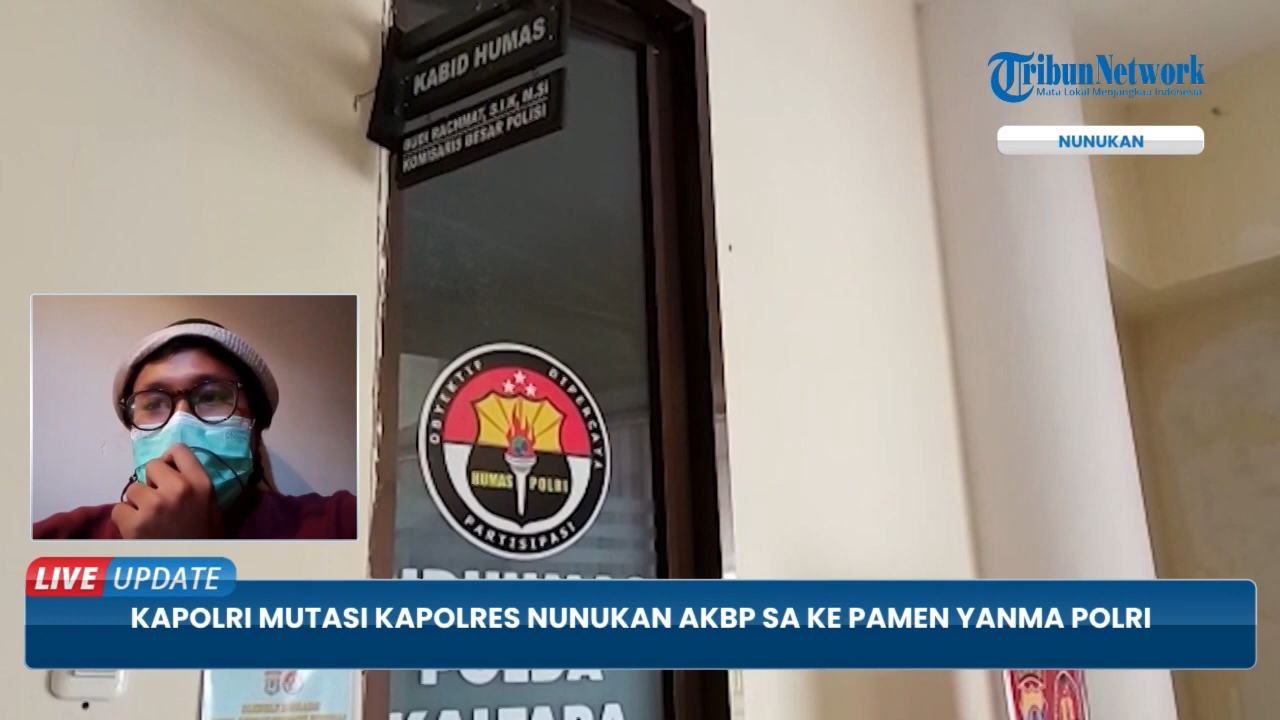 KABID HUMAS
BUDI RACHMAT, S.I.K, M.SI
KOMISARIS BESAR POLISI
TribunNetwork
Mata Lokal Menjangkau Indonesia
NUNUKAN
OBYEKTIF DIPERCAYA
HUMAS POLRI
PARTISIPASI
LIVE UPDATE
KAPOLRI MUTASI KAPOLRES NUNUKAN AKBP SA KE PAMEN YANMA POLRI
POLDA
KALTARA